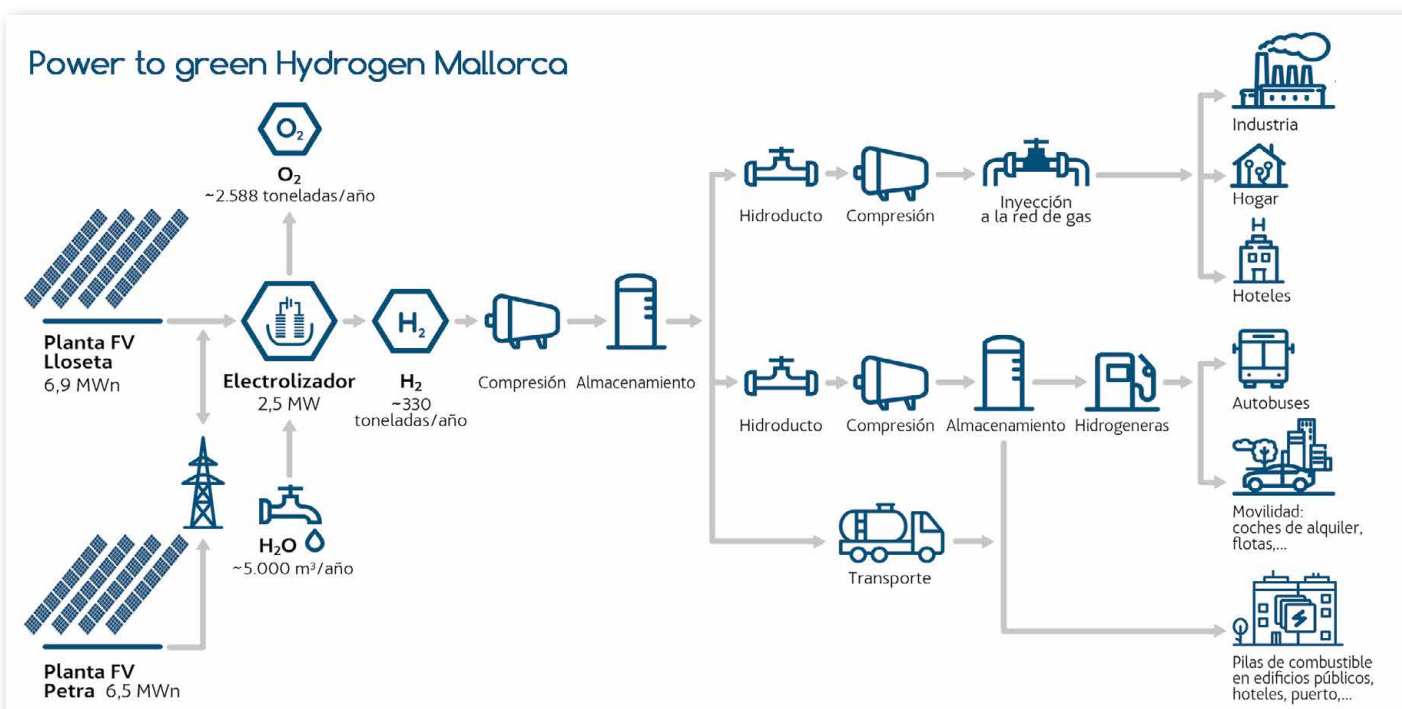 Power to green Hydrogen Mallorca
O₂
O₂
~2.588 toneladas/año
Planta FV
Lloseta
6,9 MWn
Electrolizador
2,5 MW
H₂
H₂
~330
toneladas/año
Compresión
Almacenamiento
H₂O
~5.000 m³/año
Planta FV
Petra 6,5 MWn
Hidroducto
Compresión
Inyección
a la red de gas
Industria
Hogar
H
Hoteles
Hidroducto
Compresión
Almacenamiento
Hidrogeneras
Autobuses
Movilidad:
coches de alquiler,
flotas,...
Transporte
Pilas de combustible
en edificios públicos,
hoteles, puerto,...